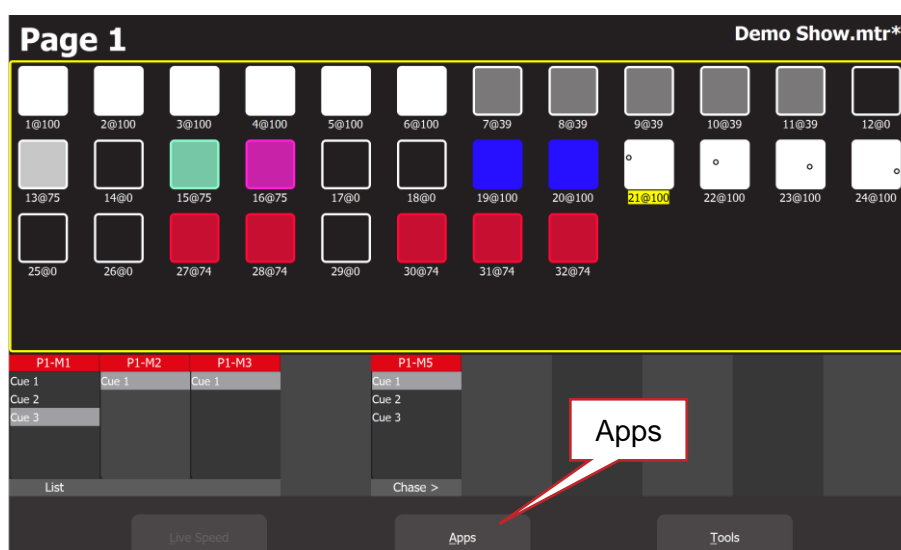 Page 1 Demo Show.mtr*
1@100 2@100 3@100 4@100 5@100 6@100 7@39 8@39 9@39 10@39 11@39 12@0
13@75 14@0 15@75 16@75 17@0 18@0 19@100 20@100 21@100 22@100 23@100 24@100
25@0 26@0 27@74 28@74 29@0 30@74 31@74 32@74
P1-M1 P1-M2 P1-M3 P1-M5
Cue 1 Cue 1 Cue 1 Cue 1
Cue 2 Cue 2
Cue 3 Cue 3
Apps
List Chase >
Live Speed Apps Tools